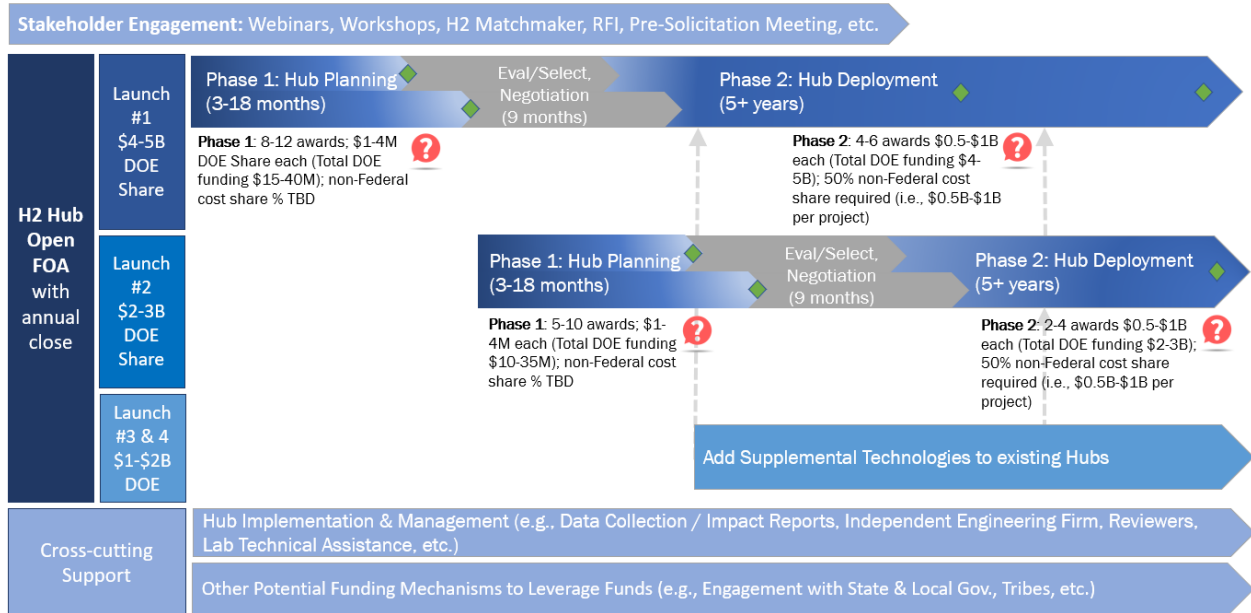 Stakeholder Engagement: Webinars, Workshops, H2 Matchmaker, RFI, Pre-Solicitation Meeting, etc.
H2 Hub
Open
FOA
with
annual
close
Launch
#1
$4-5B
DOE
Share
Phase 1: Hub Planning
(3-18 months)
Eval/Select,
Negotiation
(9 months)
Phase 2: Hub Deployment
(5+ years)
Phase 1: 8-12 awards; $1-4M
DOE Share each (Total DOE
funding $15-40M); non-Federal
cost share % TBD
?
Phase 2: 4-6 awards $0.5-$1B
each (Total DOE funding $4-
5B); 50% non-Federal cost
share required (i.e., $0.5B-$1B
per project)
?
Launch
#2
$2-3B
DOE
Share
Phase 1: Hub Planning
(3-18 months)
Eval/Select,
Negotiation
(9 months)
Phase 2: Hub Deployment
(5+ years)
Phase 1: 5-10 awards; $1-
4M each (Total DOE funding
$10-35M); non-Federal cost
share % TBD
?
Phase 2: 2-4 awards $0.5-$1B
each (Total DOE funding $2-3B);
50% non-Federal cost share
required (i.e., $0.5B-$1B per
project)
?
Launch
#3 & 4
$1-$2B
DOE
Add Supplemental Technologies to existing Hubs
Cross-cutting
Support
Hub Implementation & Management (e.g., Data Collection / Impact Reports, Independent Engineering Firm, Reviewers,
Lab Technical Assistance, etc.)
Other Potential Funding Mechanisms to Leverage Funds (e.g., Engagement with State & Local Gov., Tribes, etc.)